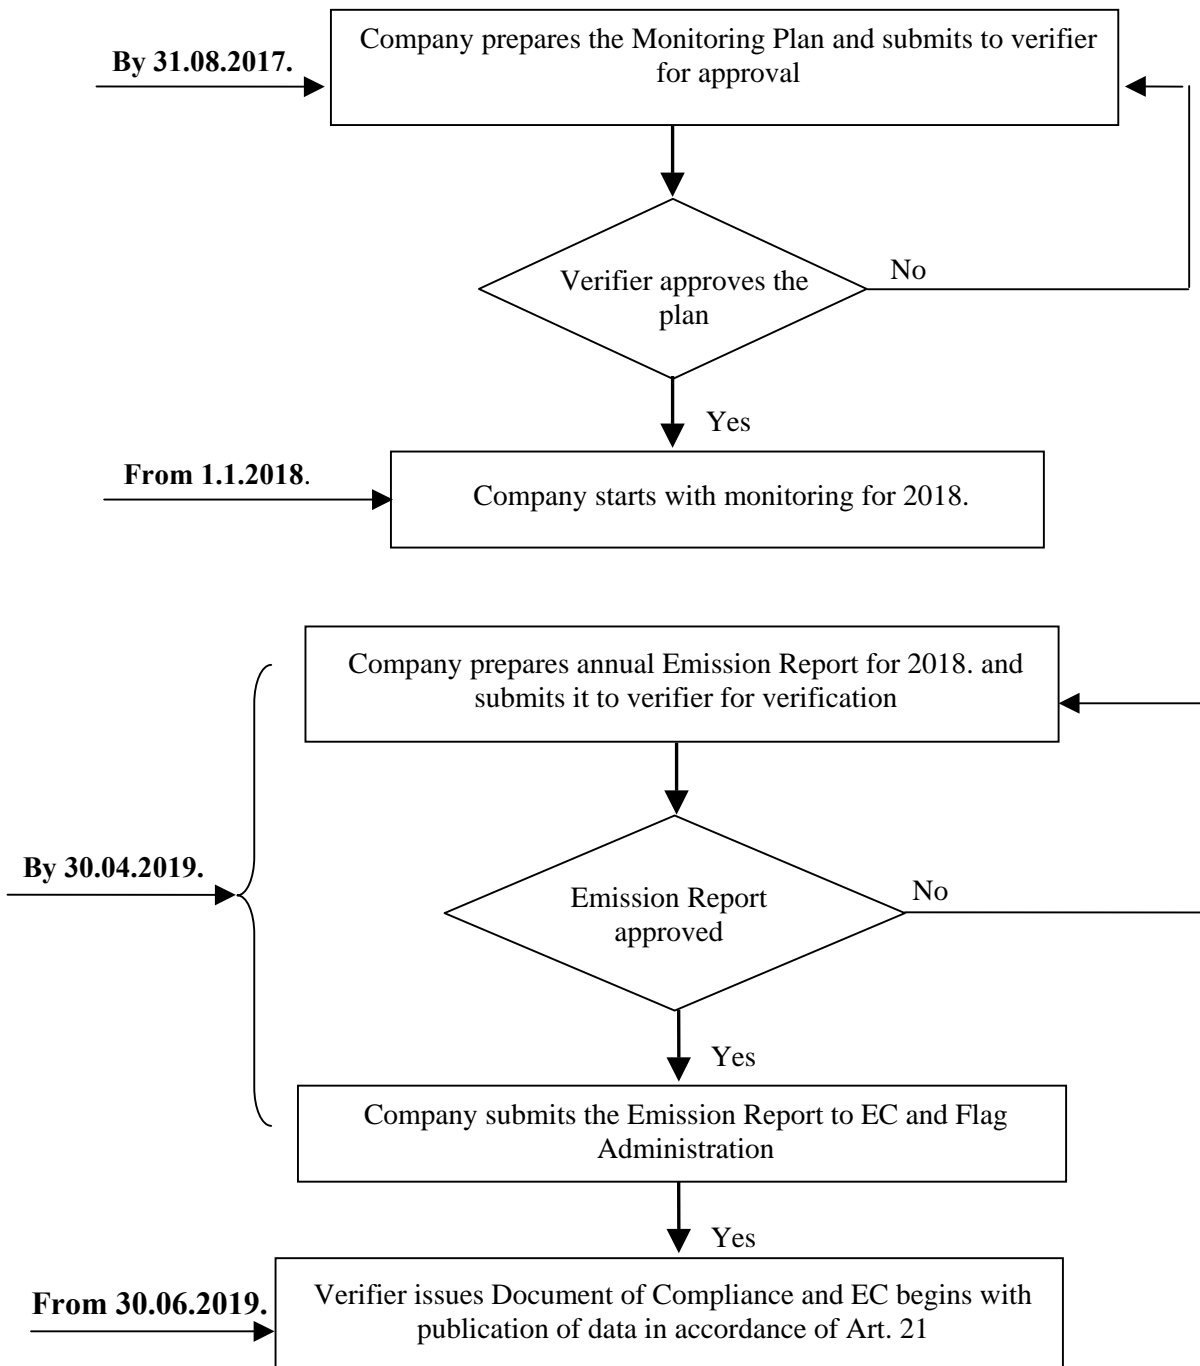 Company prepares the Monitoring Plan and submits to verifier
for approval
By 31.08.2017.
Verifier approves the
plan
No
Yes
From 1.1.2018.
Company starts with monitoring for 2018.
Company prepares annual Emission Report for 2018. and
submits it to verifier for verification
By 30.04.2019.
Emission Report
approved
No
Yes
Company submits the Emission Report to EC and Flag
Administration
Yes
From 30.06.2019.
Verifier issues Document of Compliance and EC begins with
publication of data in accordance of Art. 21